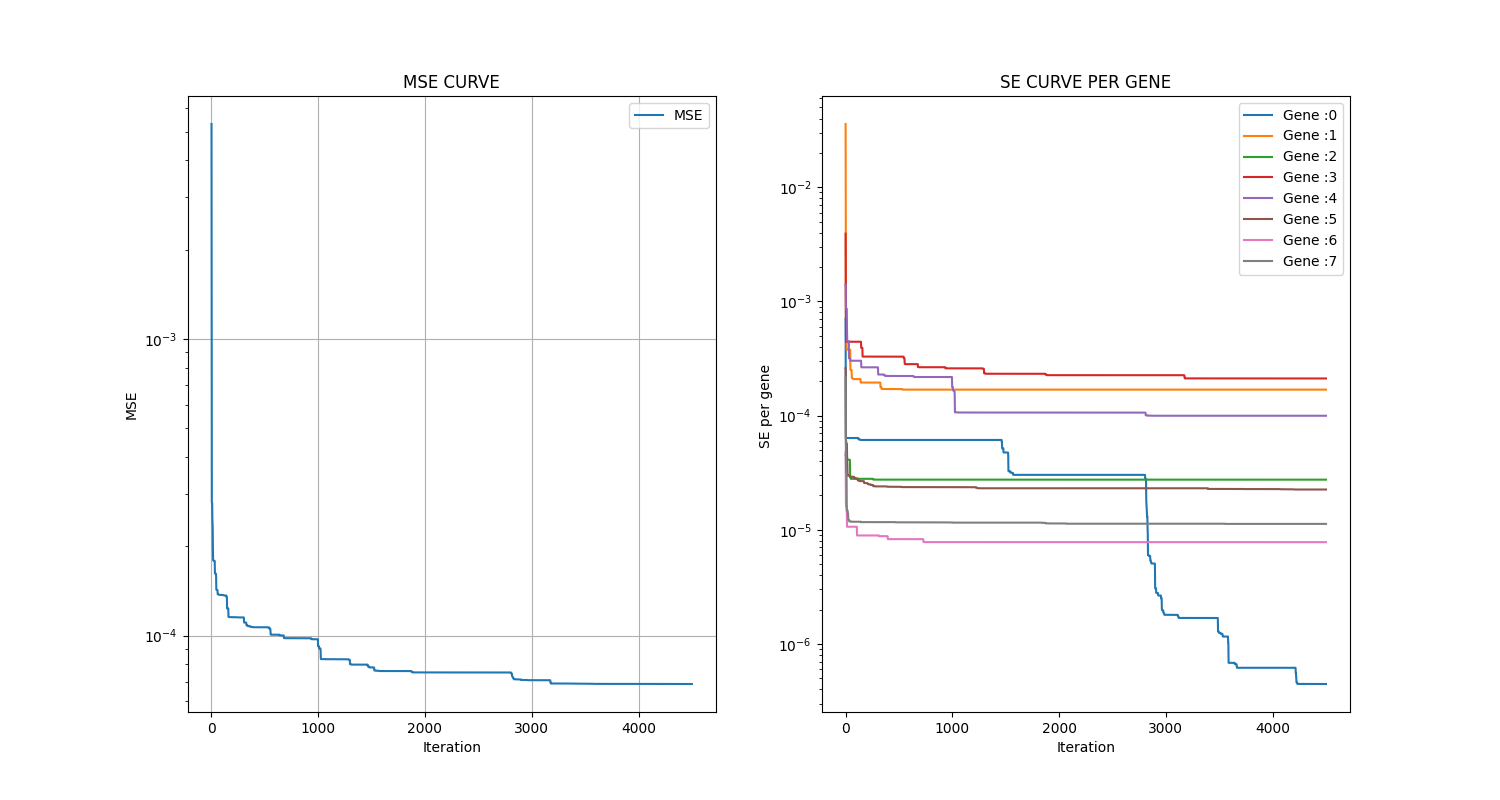 MSE CURVE
MSE
10^-3
10^-4
MSE
0 1000 2000 3000 4000
Iteration
SE CURVE PER GENE
Gene :0
Gene :1
Gene :2
Gene :3
Gene :4
Gene :5
Gene :6
Gene :7
10^-2
10^-3
10^-4
10^-5
10^-6
SE per gene
0 1000 2000 3000 4000
Iteration